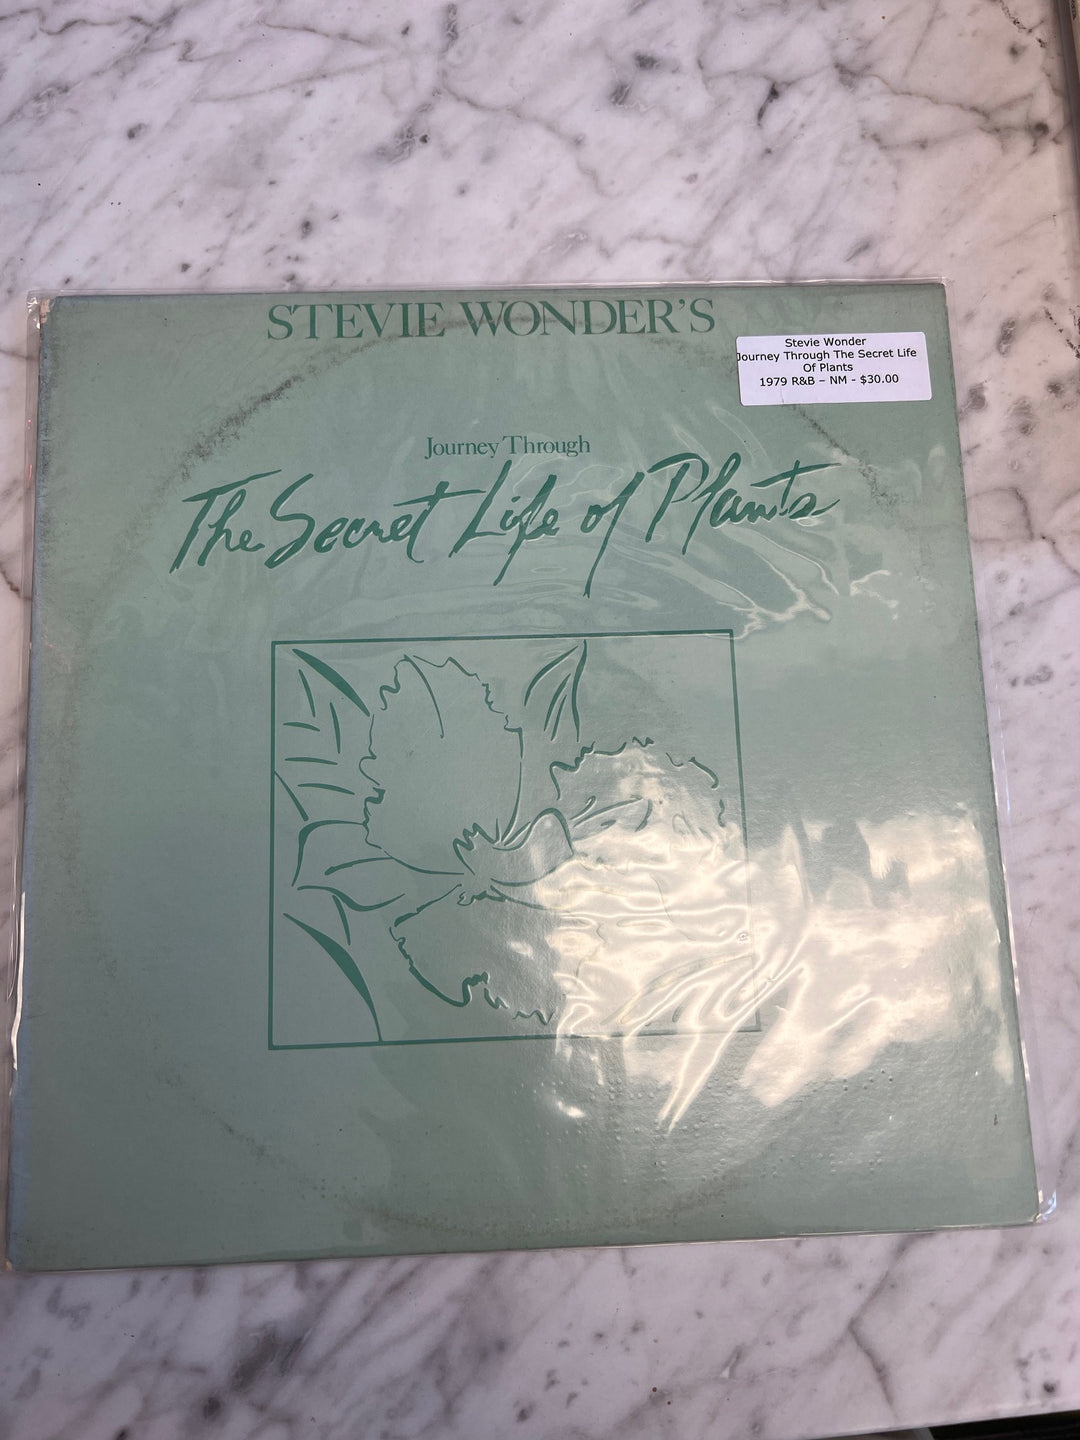 STEVIE WONDER'S
Stevie Wonder
Journey Through The Secret Life
Of Plants
1979 R&B – NM - $30.00
Journey Through
The Secret Life of Plants